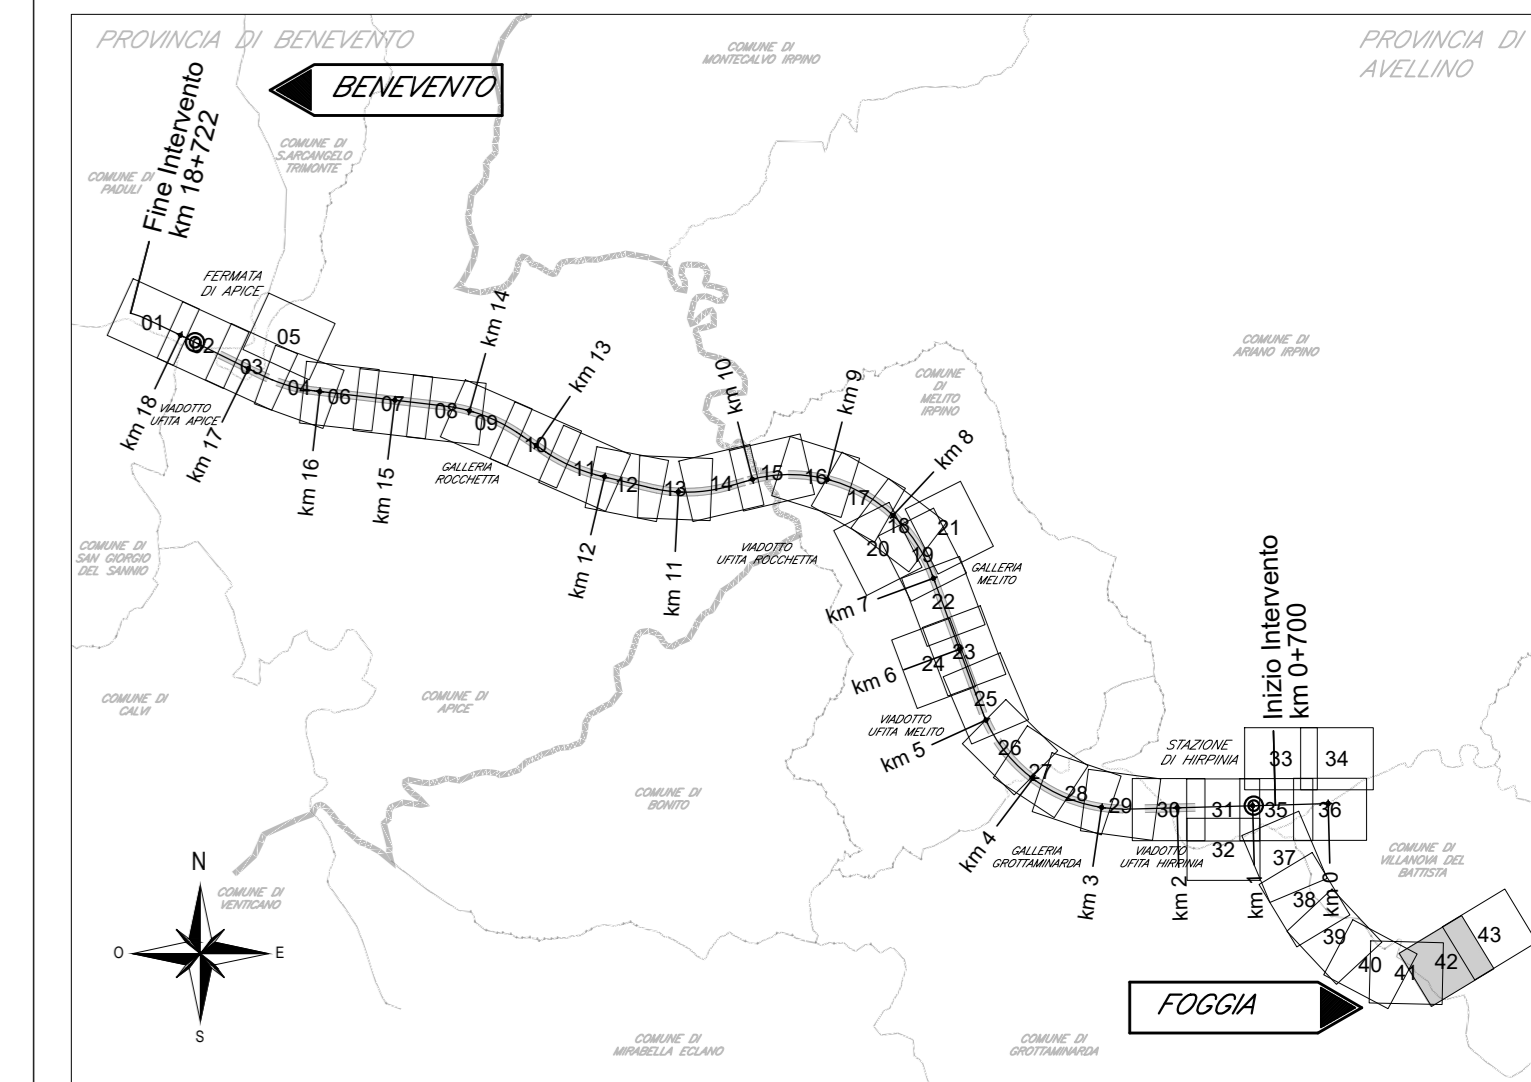 PROVINCIA DI BENEVENTO
PROVINCIA DI
AVELLINO
COMUNE DI
MONTECALVO IRPINO
BENEVENTO
Fine Intervento
km 18+722
COMUNE DI
S.ARCANGELO
TRIMONTE
COMUNE DI
PADULI
FERMATA
DI APICE
01
02
03
04
05
06
07
08
09
10
11
12
13
14
15
16
17
18
19
20
21
22
23
24
25
26
27
28
29
30
31
32
33
34
35
36
37
38
39
40
41
42
43
km 18
km 17
km 16
km 15
km 14
km 13
km 12
km 11
km 10
km 9
km 8
km 7
km 6
km 5
km 4
km 3
km 2
km 1
km 0
VIADOTTO
UFITA APICE
GALLERIA
ROCCHETTA
VIADOTTO
UFITA ROCCHETTA
GALLERIA
MELITO
VIADOTTO
UFITA MELITO
GALLERIA
GROTTAMINARDA
VIADOTTO
UFITA HIRPINIA
STAZIONE
DI HIRPINIA
Inizio Intervento
km 0+700
COMUNE DI
ARIANO IRPINO
COMUNE
DI
MELITO
IRPINO
COMUNE DI
SAN GIORGIO
DEL SANNIO
COMUNE DI
CALVI
COMUNE DI
APICE
COMUNE DI
BONITO
COMUNE DI
VILLANOVA DEL
BATTISTA
COMUNE DI
VENTICANO
N
O
E
S
FOGGIA
COMUNE DI
MIRABELLA ECLANO
COMUNE DI
GROTTAMINARDA